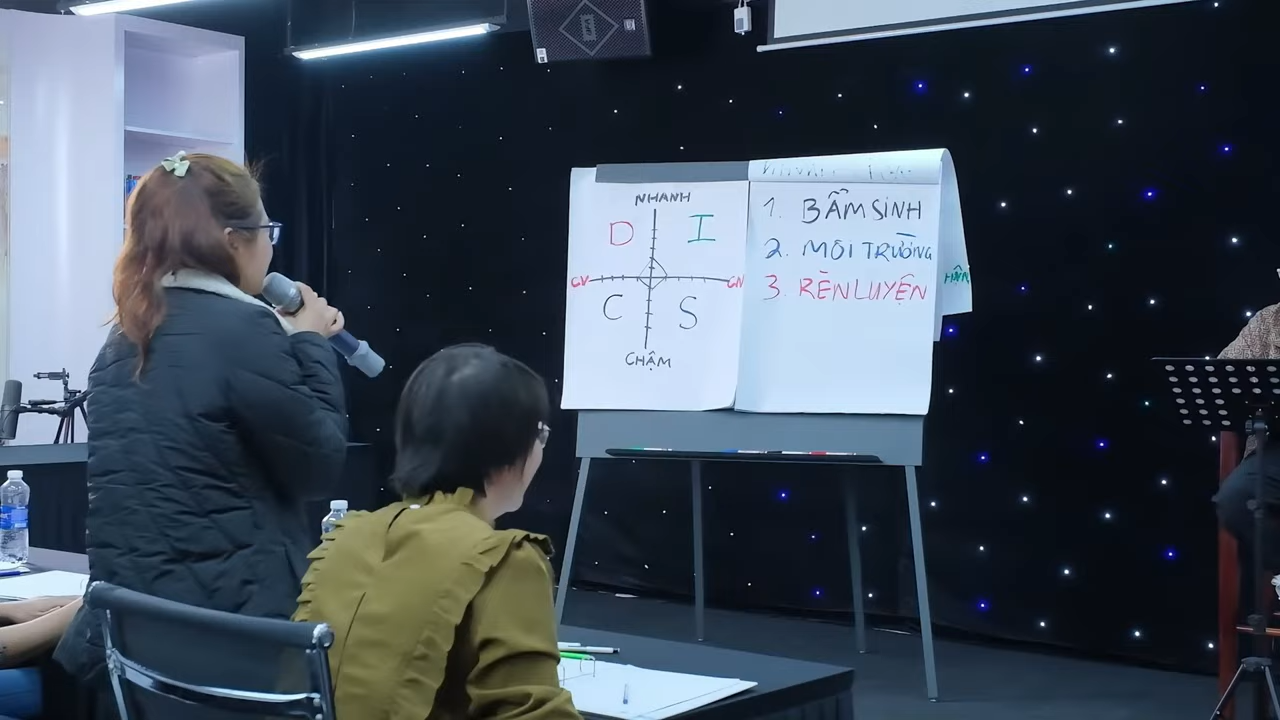 NHANH
D I
CV CN
C S
CHẬM
1. BẨM SINH
2. MÔI TRƯỜNG
3. RÈN LUYỆN